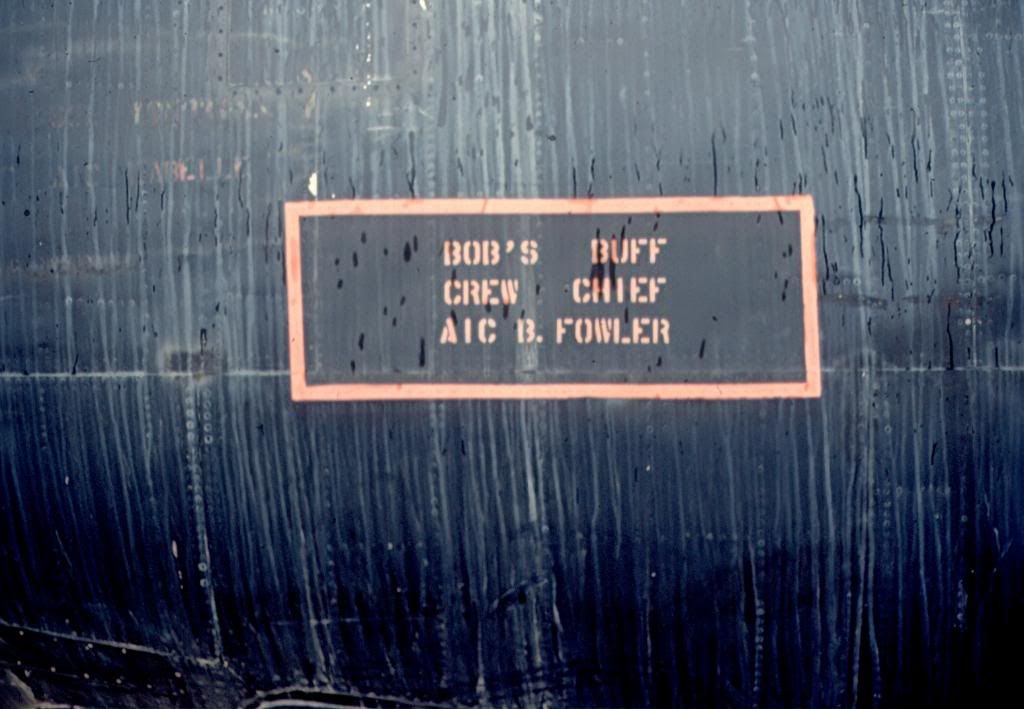 BOB'S BUFF
CREW CHIEF
A1C B. FOWLER